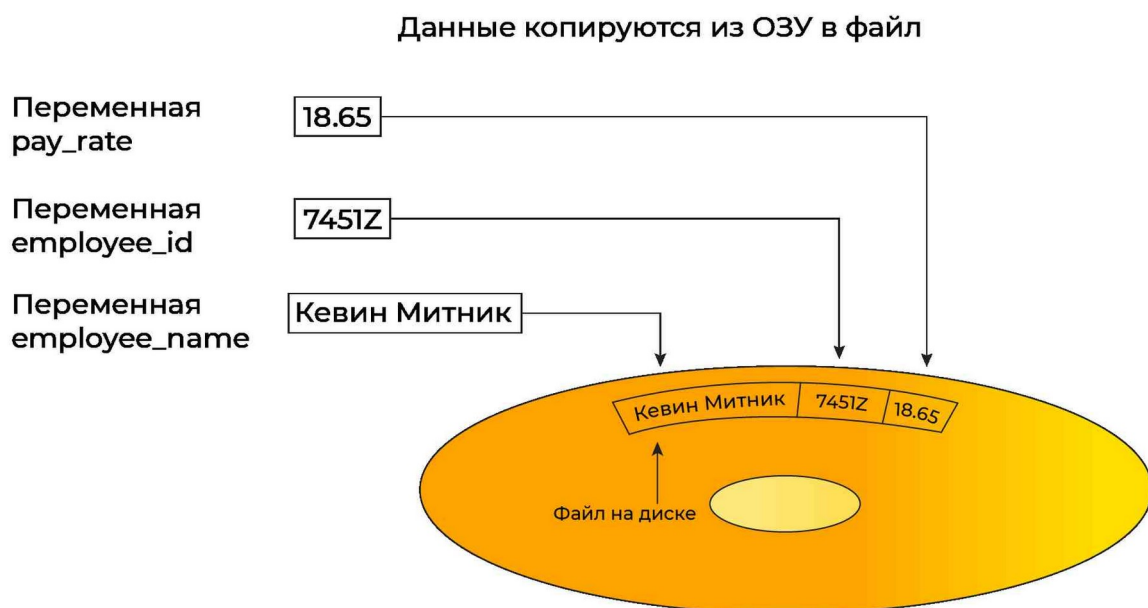 Данные копируются из ОЗУ в файл
Переменная
pay_rate
18.65
Переменная
employee_id
7451Z
Переменная
employee_name
Кевин Митник
Кевин Митник 7451Z 18.65
Файл на диске